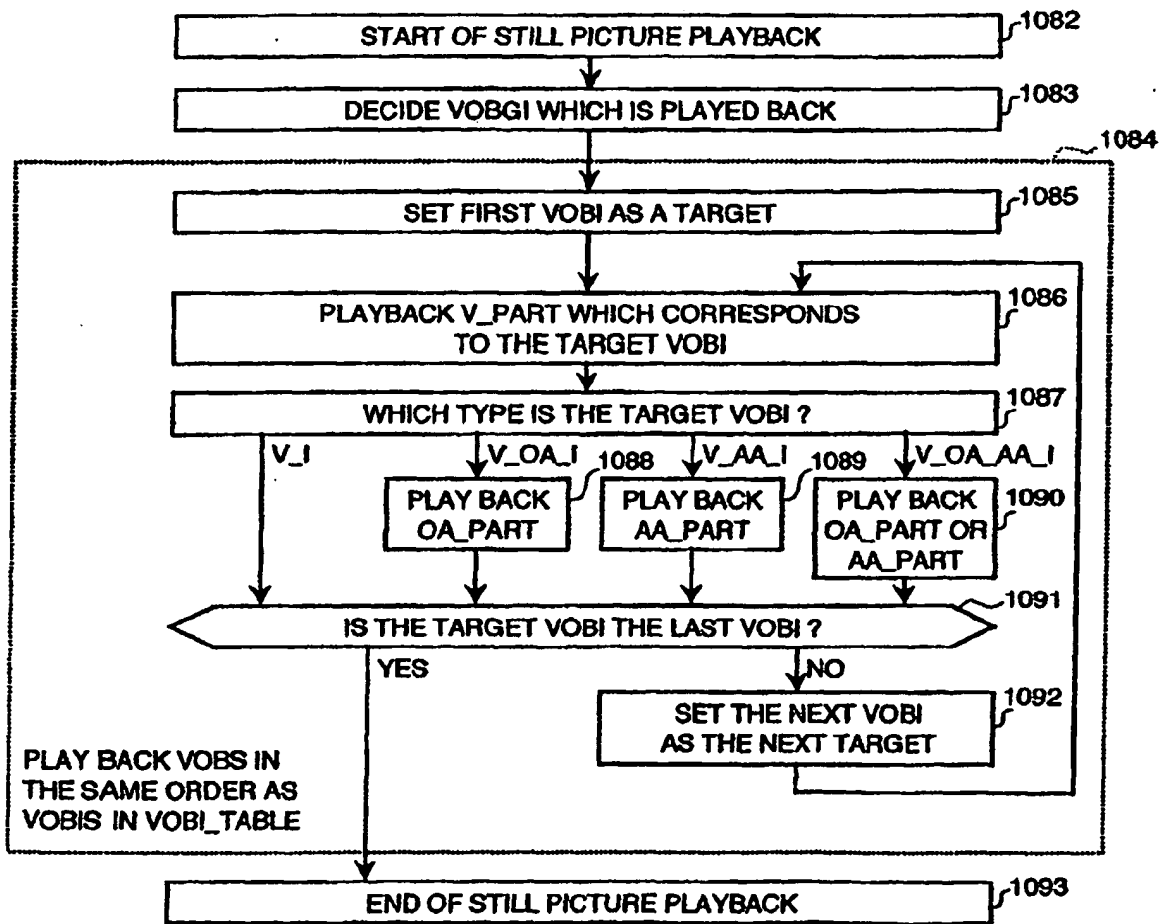 START OF STILL PICTURE PLAYBACK
1082
DECIDE VOBGI WHICH IS PLAYED BACK
1083
1084
SET FIRST VOBI AS A TARGET
1085
PLAYBACK V_PART WHICH CORRESPONDS
TO THE TARGET VOBI
1086
WHICH TYPE IS THE TARGET VOBI ?
1087
V_I
V_OA_I
1088
V_AA_I
1089
V_OA_AA_I
PLAY BACK
OA_PART
PLAY BACK
AA_PART
PLAY BACK
OA_PART OR
AA_PART
1090
IS THE TARGET VOBI THE LAST VOBI ?
1091
YES
NO
SET THE NEXT VOBI
AS THE NEXT TARGET
1092
PLAY BACK VOBS IN
THE SAME ORDER AS
VOBIS IN VOBI_TABLE
END OF STILL PICTURE PLAYBACK
1093